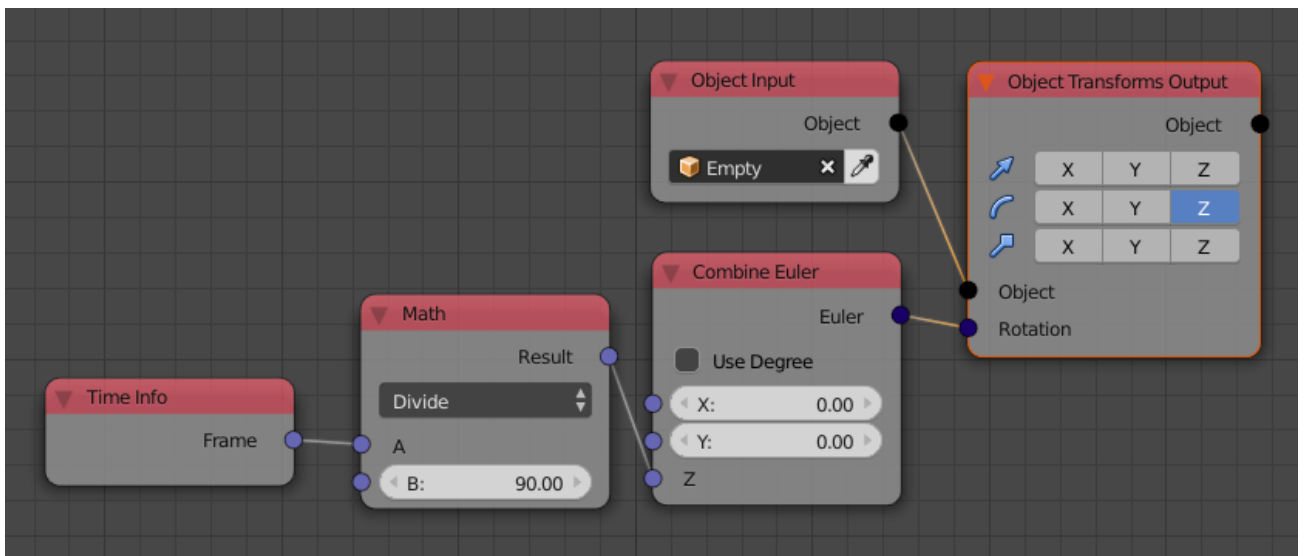 Object Input
Object
Empty
Object Transforms Output
Object
X Y Z
X Y Z
X Y Z
Object
Rotation
Combine Euler
Euler
Use Degree
X: 0.00
Y: 0.00
Z
Math
Result
Divide
A
B: 90.00
Time Info
Frame